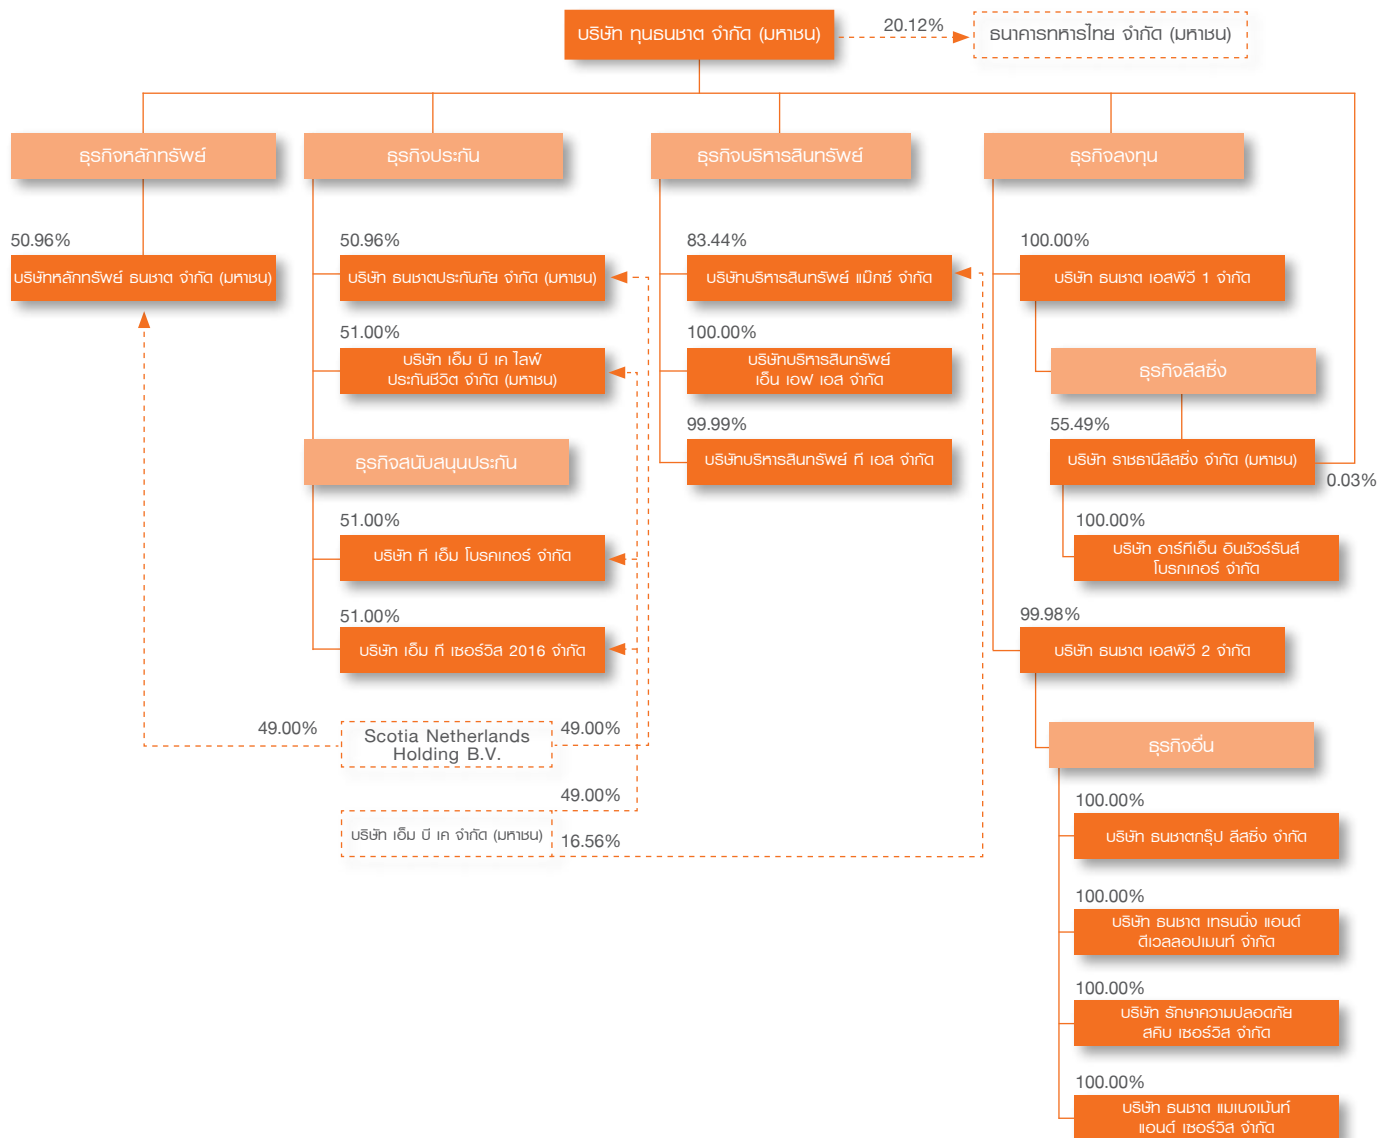 บริษัท ทุนธนชาต จำกัด (มหาชน)
20.12%
ธนาคารทหารไทย จำกัด (มหาชน)
ธุรกิจหลักทรัพย์
50.96%
บริษัทหลักทรัพย์ ธนชาต จำกัด (มหาชน)
ธุรกิจประกัน
50.96%
บริษัท ธนชาตประกันภัย จำกัด (มหาชน)
51.00%
บริษัท เอ็ม บี เค ไลฟ์
ประกันชีวิต จำกัด (มหาชน)
ธุรกิจสนับสนุนประกัน
51.00%
บริษัท ที เอ็ม โบรคเกอร์ จำกัด
51.00%
บริษัท เอ็ม ที เซอร์วิส 2016 จำกัด
49.00%
Scotia Netherlands
Holding B.V.
49.00%
49.00%
บริษัท เอ็ม บี เค จำกัด (มหาชน)
16.56%
ธุรกิจบริหารสินทรัพย์
83.44%
บริษัทบริหารสินทรัพย์ แม๊กซ์ จำกัด
100.00%
บริษัทบริหารสินทรัพย์
เอ็น เอฟ เอส จำกัด
99.99%
บริษัทบริหารสินทรัพย์ ที เอส จำกัด
ธุรกิจลงทุน
100.00%
บริษัท ธนชาต เอสพีวี 1 จำกัด
ธุรกิจลีสซิ่ง
55.49%
บริษัท ราชธานีลิสซิ่ง จำกัด (มหาชน)
0.03%
100.00%
บริษัท อาร์ทีเอ็น อินชัวร์รันส์
โบรกเกอร์ จำกัด
99.98%
บริษัท ธนชาต เอสพีวี 2 จำกัด
ธุรกิจอื่น
100.00%
บริษัท ธนชาตกรุ๊ป ลีสซิ่ง จำกัด
100.00%
บริษัท ธนชาต เทรนนิ่ง แอนด์
ดีเวลลอปเมนท์ จำกัด
100.00%
บริษัท รักษาความปลอดภัย
สคิบ เซอร์วิส จำกัด
100.00%
บริษัท ธนชาต แมเนจเม้นท์
แอนด์ เซอร์วิส จำกัด